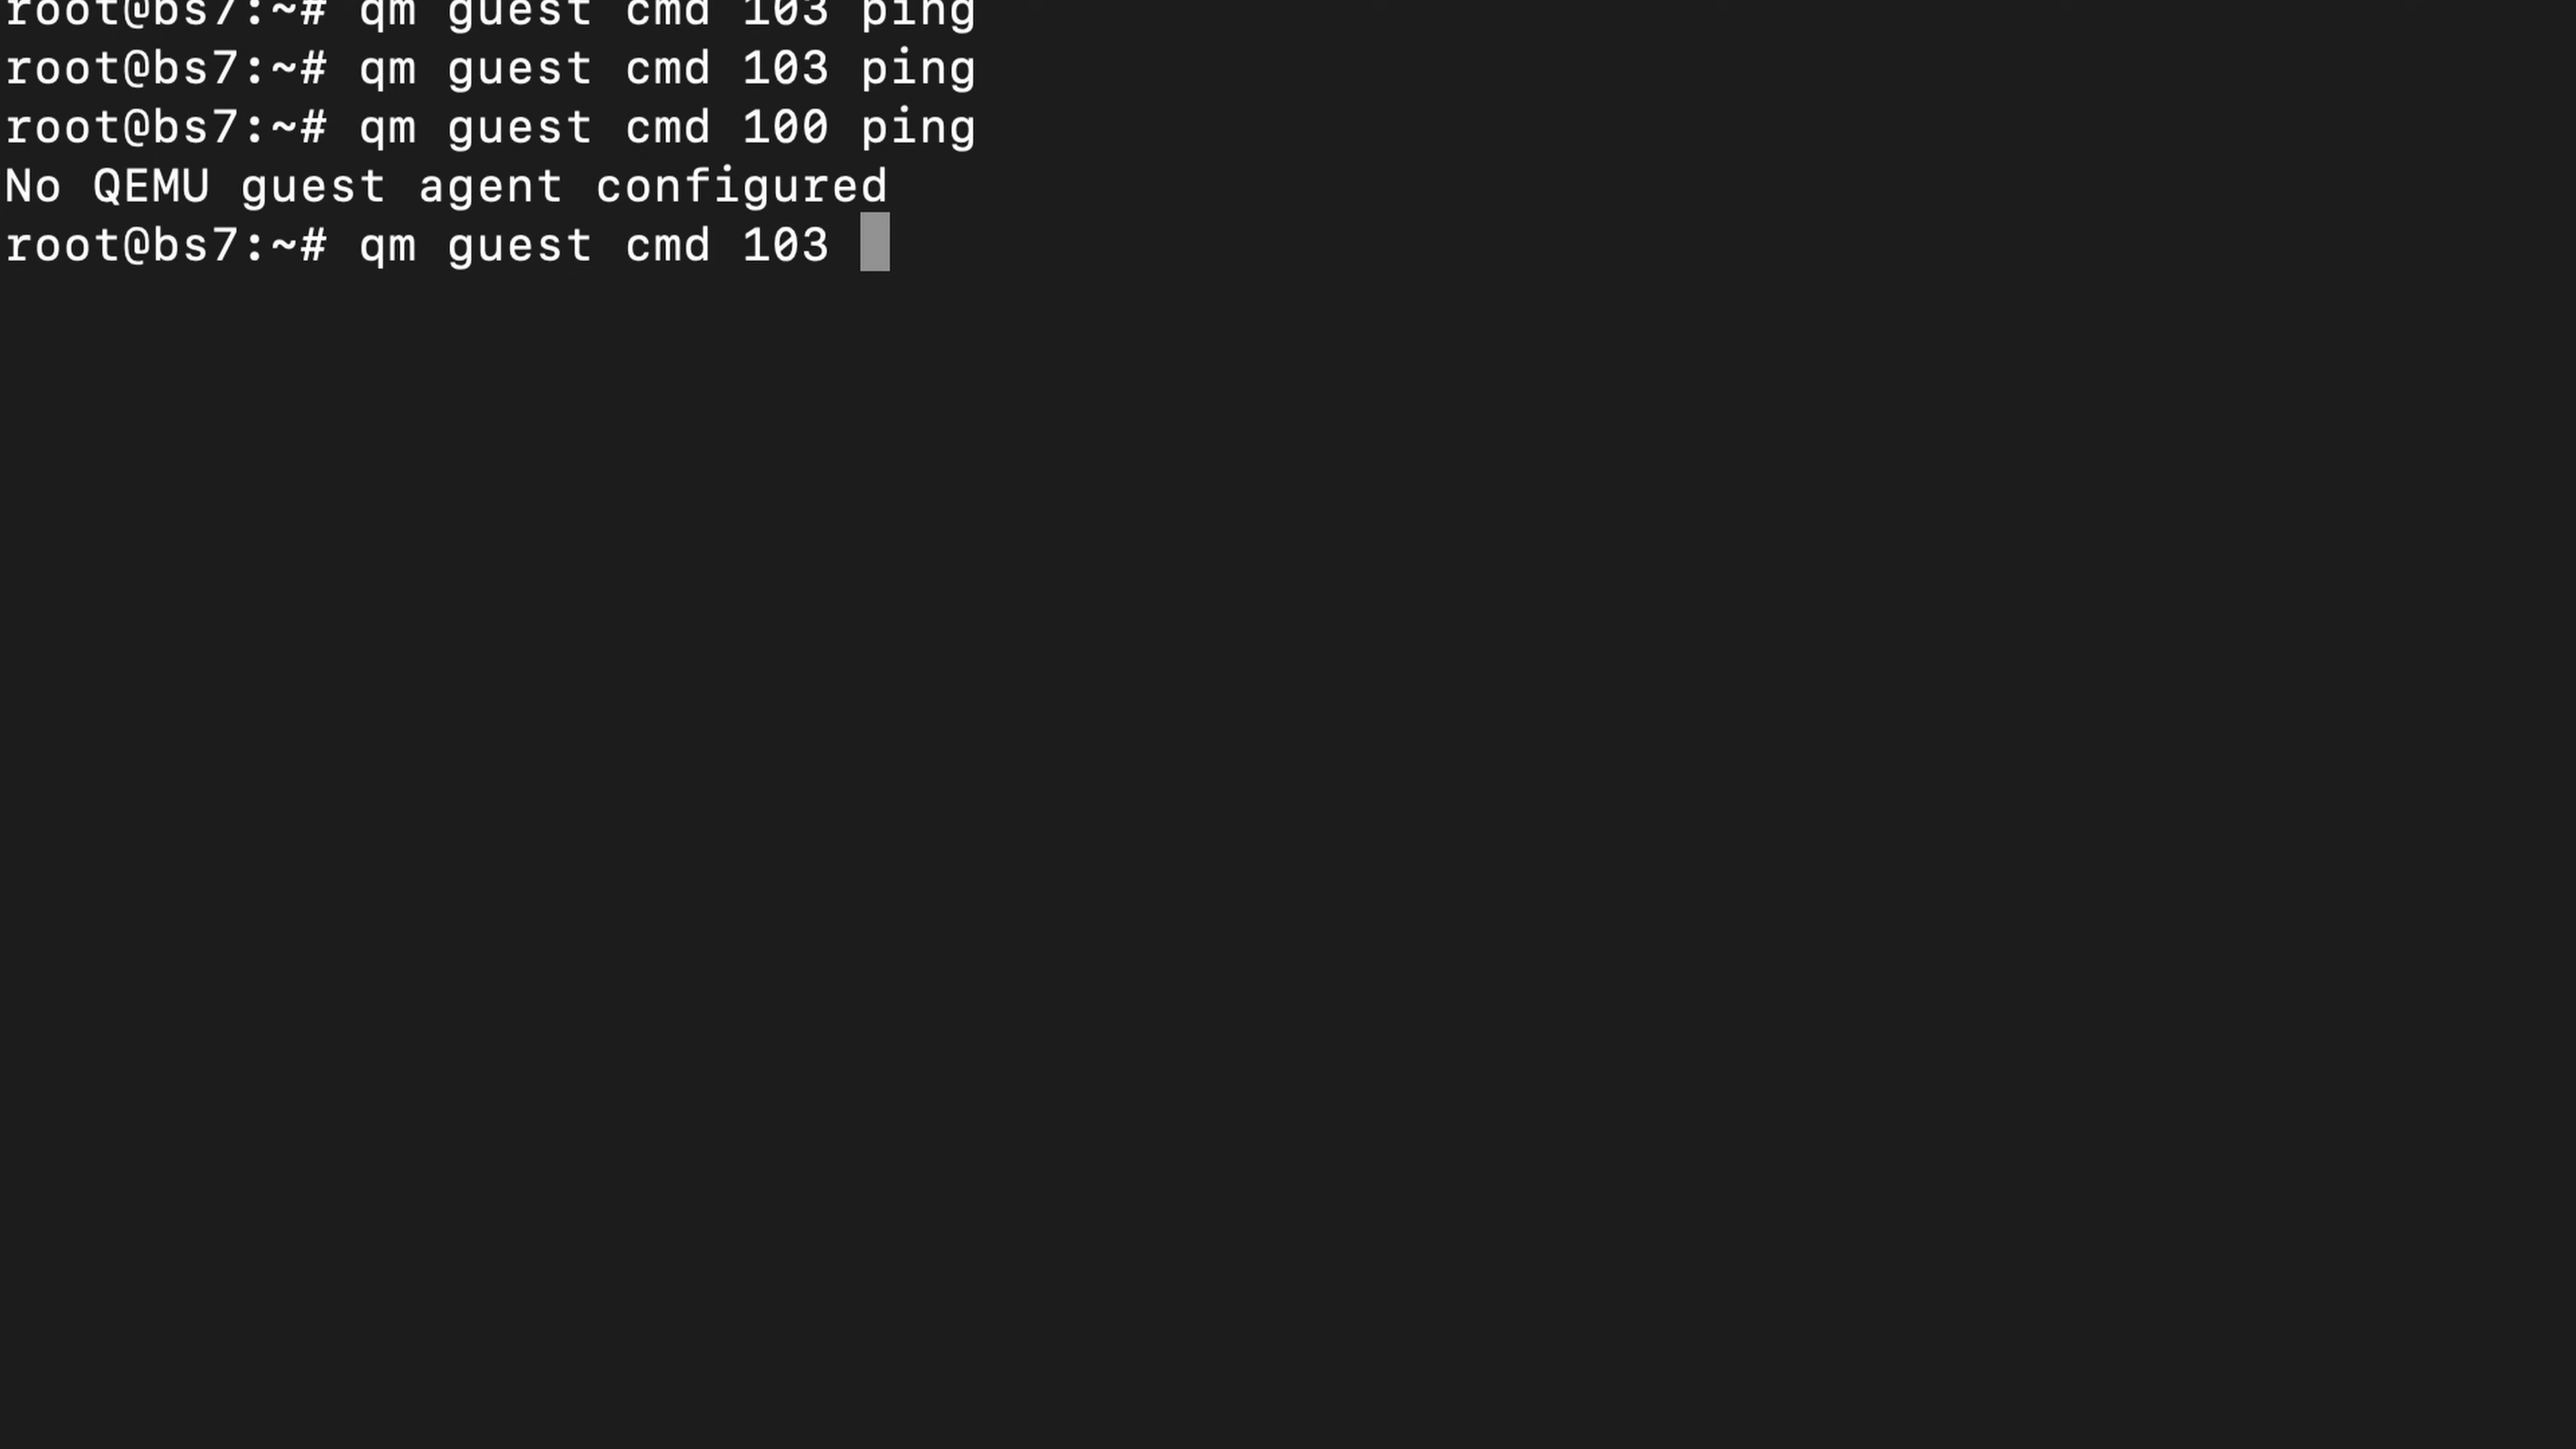 root@bs7:~# qm guest cmd 103 ping
root@bs7:~# qm guest cmd 103 ping
root@bs7:~# qm guest cmd 100 ping
No QEMU guest agent configured
root@bs7:~# qm guest cmd 103